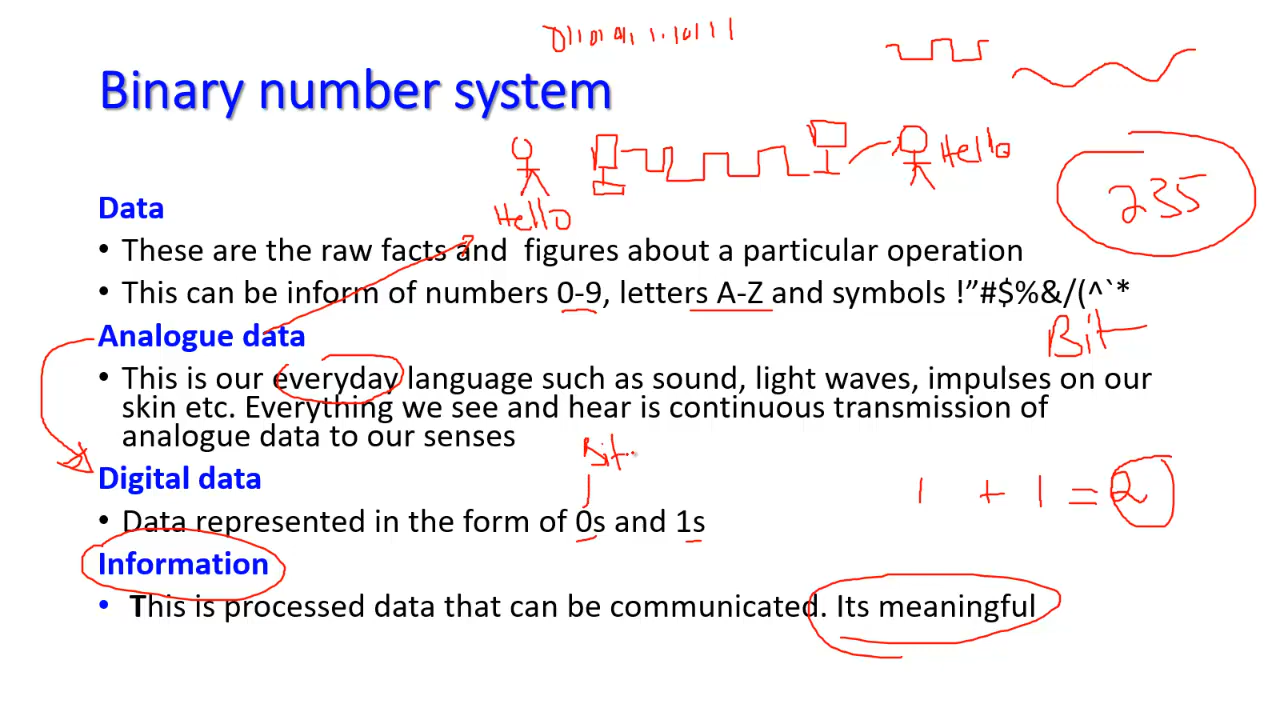 Binary number system
Hello
Hello
235
Data
• These are the raw facts and figures about a particular operation
• This can be inform of numbers 0-9, letters A-Z and symbols !”#$%&/(^`*
Bit
Analogue data
• This is our everyday language such as sound, light waves, impulses on our
skin etc. Everything we see and hear is continuous transmission of
analogue data to our senses
Bit
Digital data
1 + 1 = 2
• Data represented in the form of 0s and 1s
Information
• This is processed data that can be communicated. Its meaningful